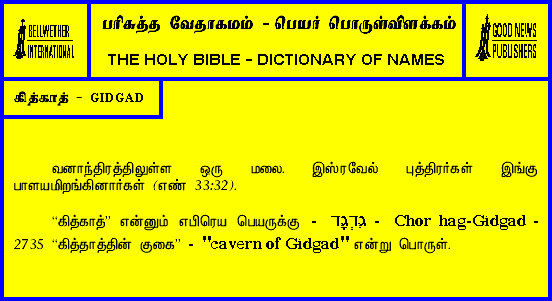 BELLWETHER
INTERNATIONAL
பரிசுத்த வேதாகமம் - பெயர் பொருள்விளக்கம்
THE HOLY BIBLE - DICTIONARY OF NAMES
GOOD NEWS
PUBLISHERS
கித்காத் - GIDGAD
வனாந்திரத்திலுள்ள ஒரு மலை. இஸ்ரவேல் புத்திரர்கள் இங்கு
பாளயமிறங்கினார்கள் (எண் 33:32).
“கித்காத்” என்னும் எபிரெய பெயருக்கு - גִּדְגָּד - Chor hag-Gidgad -
2735 “கித்தாத்தின் குகை” - "cavern of Gidgad" என்று பொருள்.